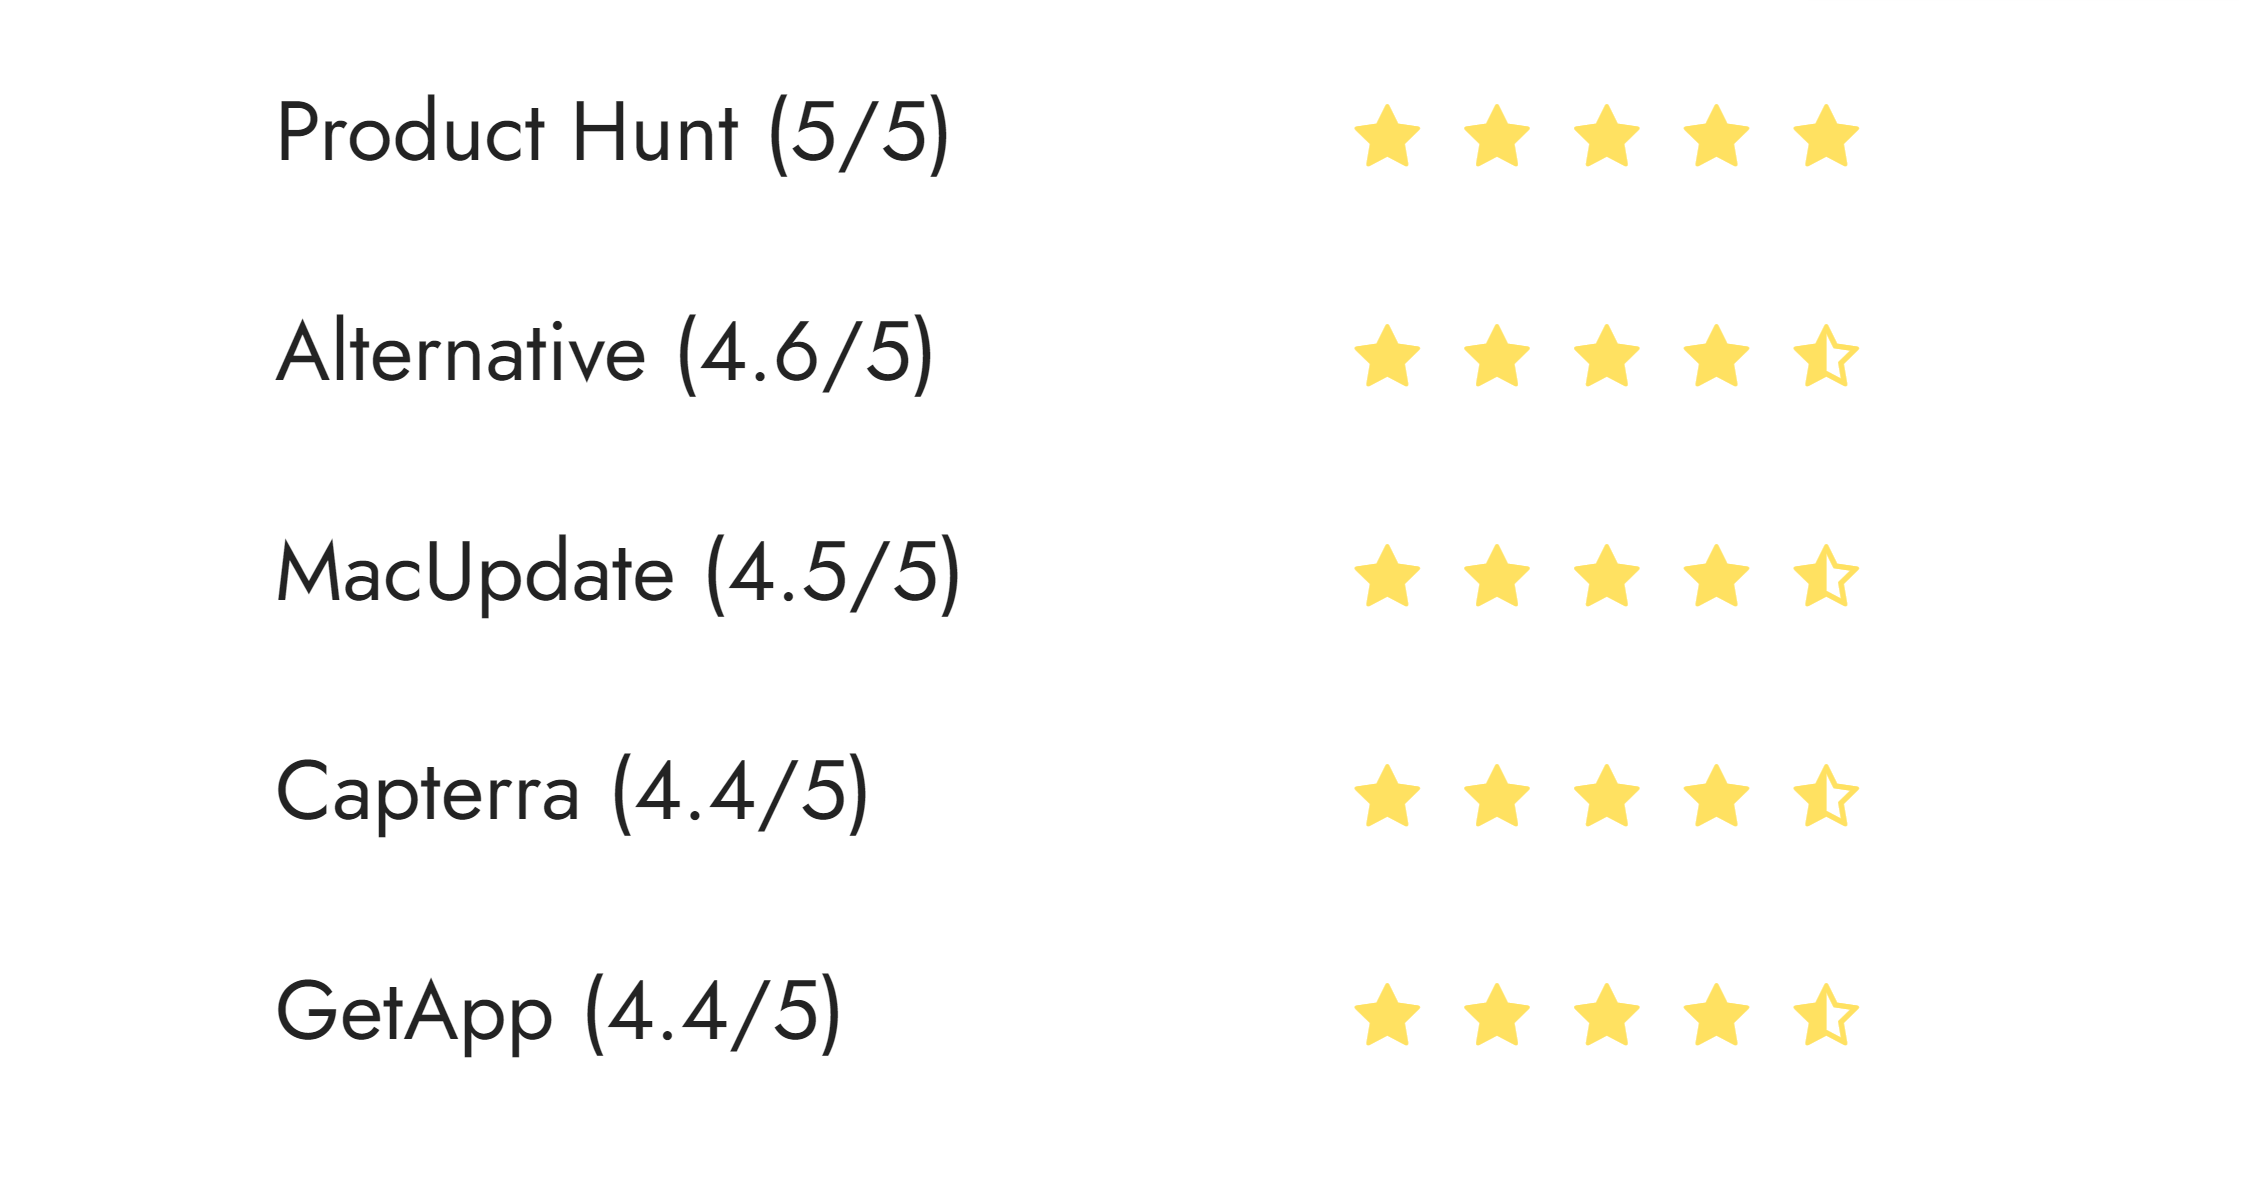 Product Hunt (5/5)
Alternative (4.6/5)
MacUpdate (4.5/5)
Capterra (4.4/5)
GetApp (4.4/5)